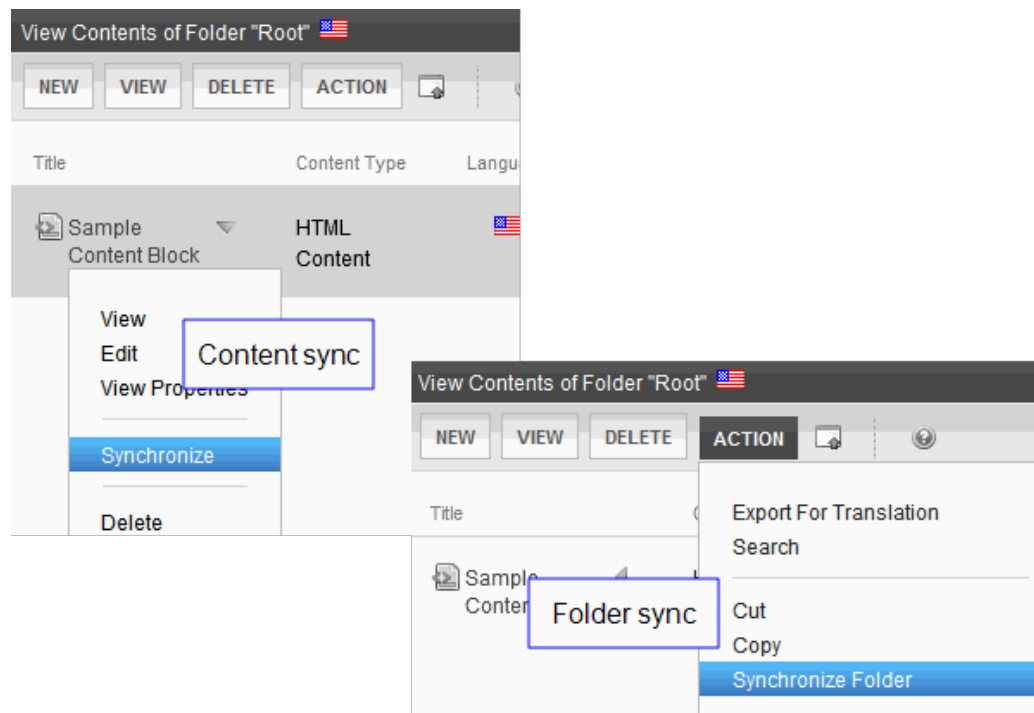 View Contents of Folder "Root"
NEW VIEW DELETE ACTION
Title Content Type Langu
Sample HTML
Content Block Content
View
Edit
View Properties
Content sync
Synchronize
Delete
View Contents of Folder "Root"
NEW VIEW DELETE ACTION
Title
Sample
Conter
Folder sync
Export For Translation
Search
Cut
Copy
Synchronize Folder